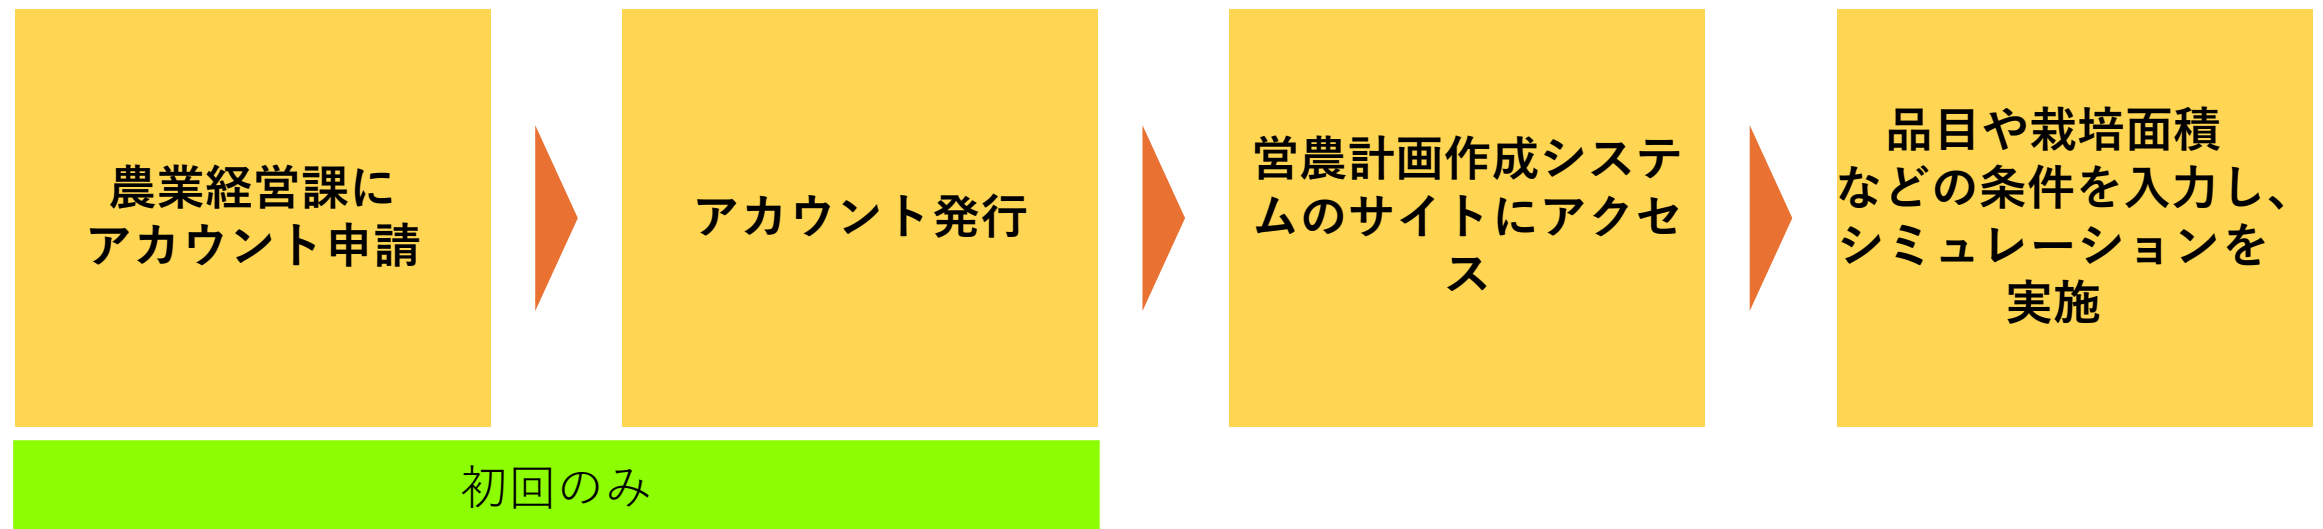 農業経営課に
アカウント申請
アカウント発行
営農計画作成システ
ムのサイトにアクセ
ス
品目や栽培面積
などの条件を入力し、
シミュレーションを
実施
初回のみ